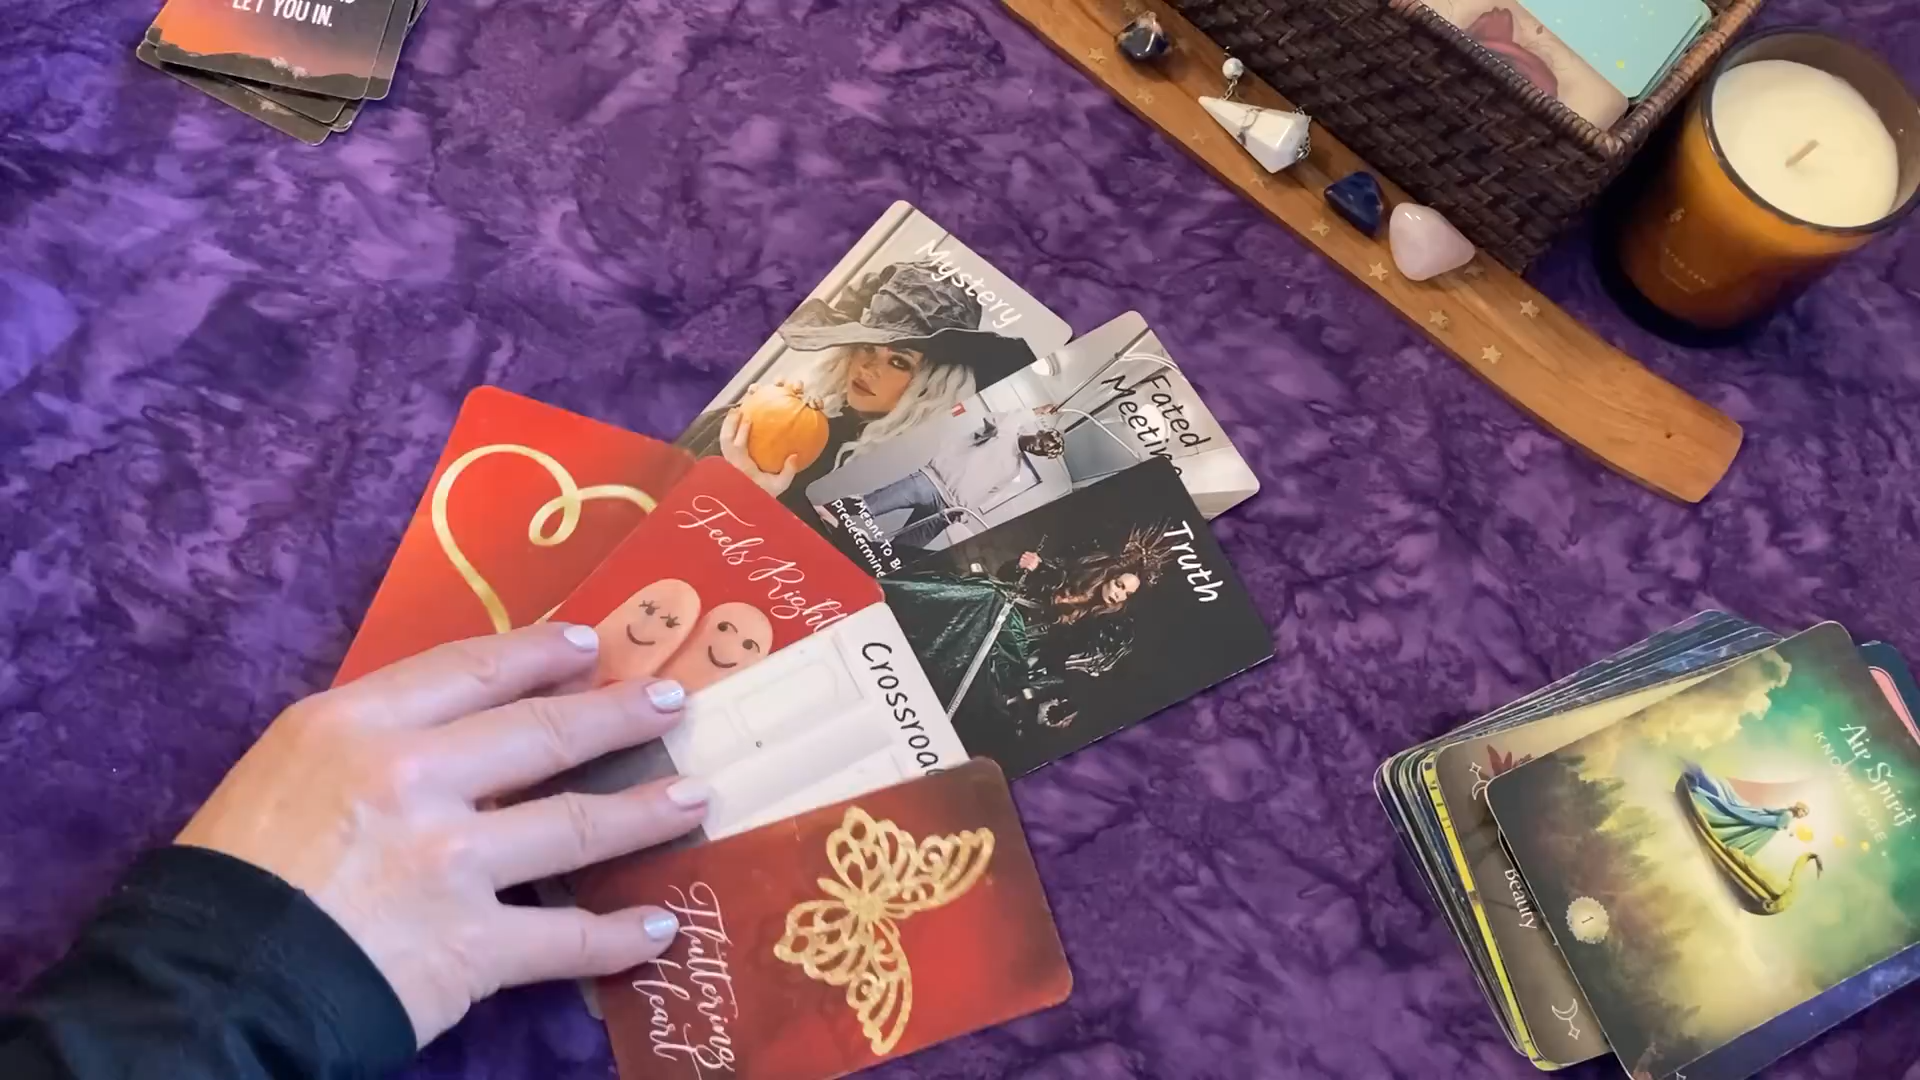 LET YOU IN.
Mystery
Fated
Meeting
Meant To B
Predetermine
Truth
Feels Right
Crossroa
Fluttering
Heart
Air Spirit
KNOWLEDGE
1
Beauty